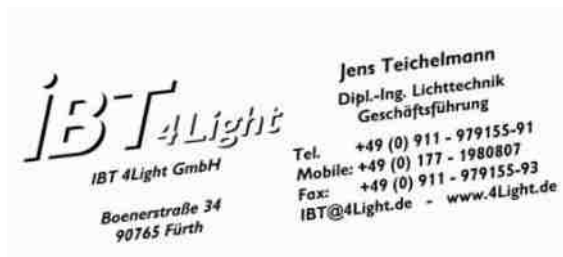 iBT 4Light
IBT 4Light GmbH
Boenerstraße 34
90765 Fürth
Jens Teichelmann
Dipl.-Ing. Lichttechnik
Geschäftsführung
Tel. +49 (0) 911 - 979155-91
Mobile: +49 (0) 177 - 1980807
Fax: +49 (0) 911 - 979155-93
IBT@4Light.de - www.4Light.de